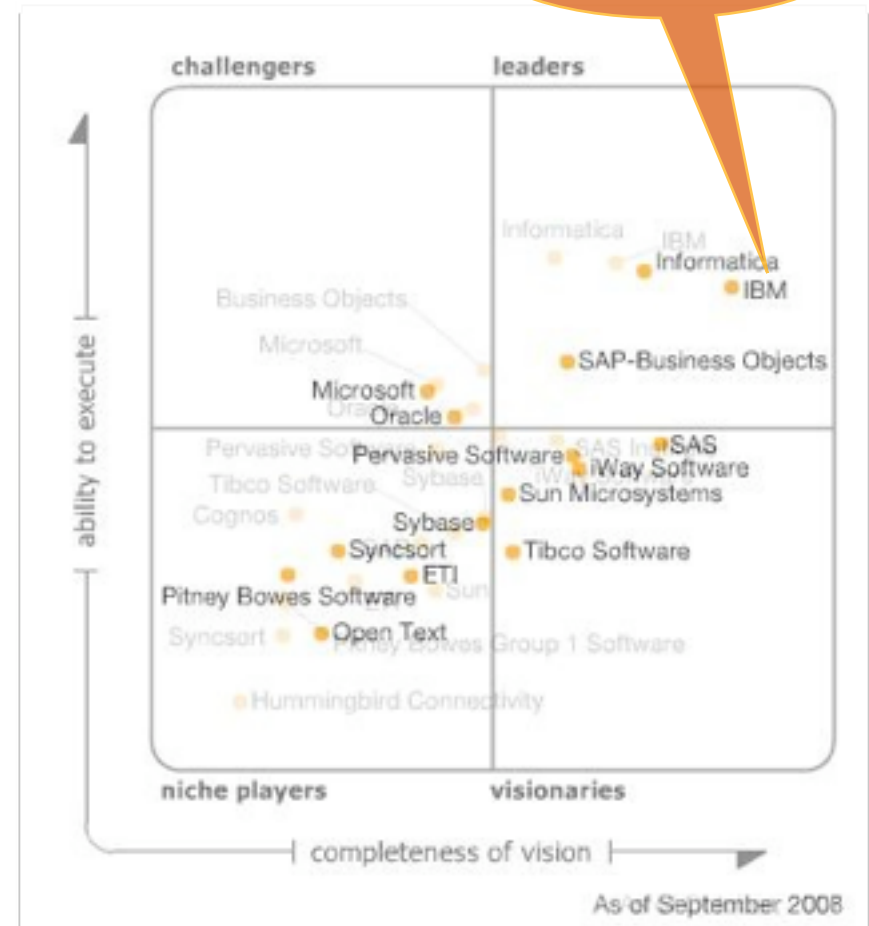 challengers
leaders
Informatica
IBM
Informatica
IBM
Business Objects
SAP-Business Objects
Microsoft
Microsoft
Oracle
Oracle
SAS
Pervasive Software
Pervasive Software
iWay Software
Tibco Software
Sybase
Sun Microsystems
Cognos
Sybase
Syncsort
Tibco Software
ETI
Sun
Pitney Bowes Software
Open Text
Syncsort
Pitney Bowes Group 1 Software
Hummingbird Connectivity
niche players
visionaries
ability to execute
completeness of vision
As of September 2008